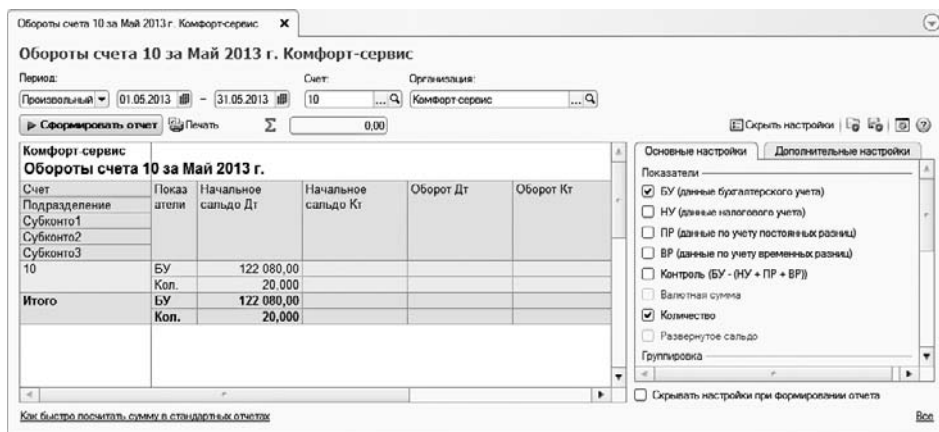 Обороты счета 10 за Май 2013 г. Комфорт-сервис ×
Обороты счета 10 за Май 2013 г. Комфорт-сервис
Период: Счет: Организация:
Произвольный 01.05.2013 – 31.05.2013 10 ... Комфорт-сервис ...
Сформировать отчет Печать Σ 0,00 Скрыть настройки
Комфорт-сервис
Обороты счета 10 за Май 2013 г.
Счет Показ Начальное Начальное Оборот Дт Оборот Кт
Подразделение атели сальдо Дт сальдо Кт
Субконто1
Субконто2
Субконто3
10 БУ 122 080,00
Кол. 20,000
Итого БУ 122 080,00
Кол. 20,000
Основные настройки Дополнительные настройки
Показатели
БУ (данные бухгалтерского учета)
НУ (данные налогового учета)
ПР (данные по учету постоянных разниц)
ВР (данные по учету временных разниц)
Контроль (БУ - (НУ + ПР + ВР))
Валютная сумма
Количество
Развернутое сальдо
Группировка
Скрывать настройки при формировании отчета
Как быстро посчитать сумму в стандартных отчетах Все